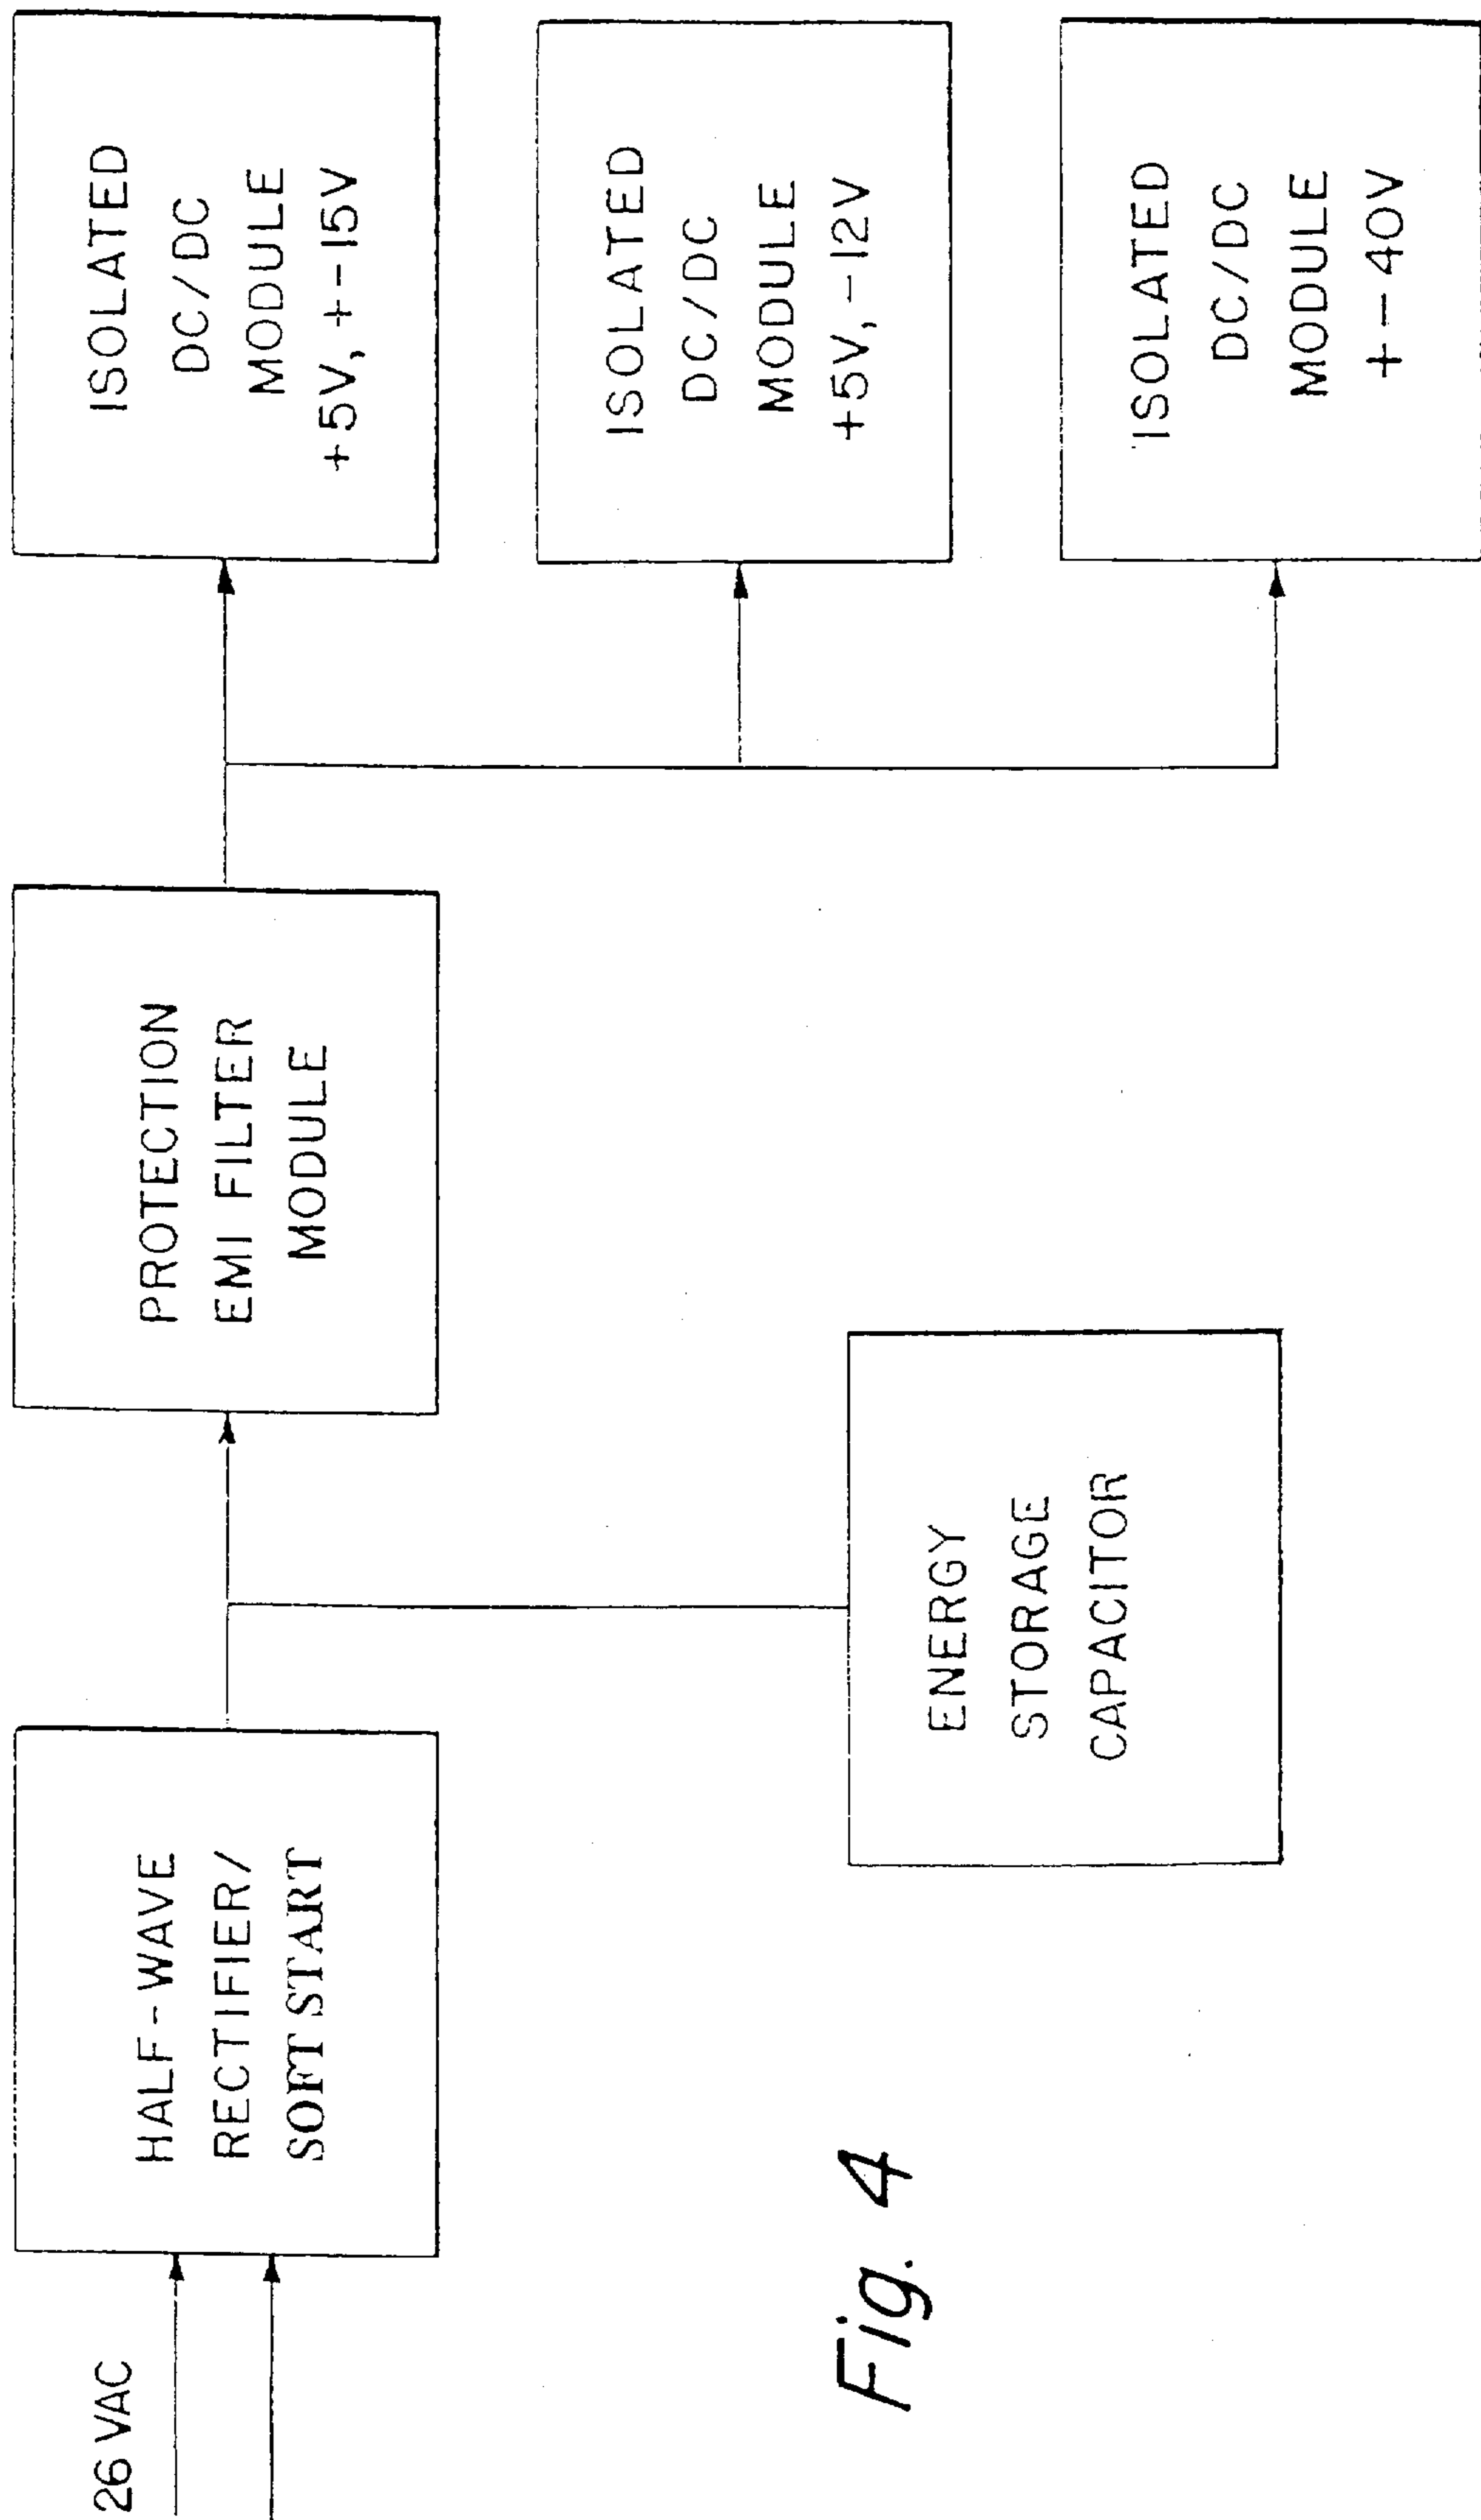 26 VAC
HALF-WAVE
RECTIFIER/
SOFT START
ENERGY
STORAGE
CAPACITOR
PROTECTION
EMI FILTER
MODULE
ISOLATED
DC/DC
MODULE
+5V, +-15V
ISOLATED
DC/DC
MODULE
+5V, -12V
ISOLATED
DC/DC
MODULE
+-40V
Fig. 4